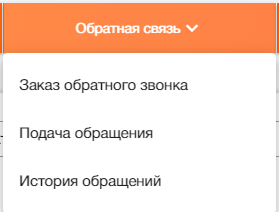 Обратная связь
Заказ обратного звонка
Подача обращения
История обращений